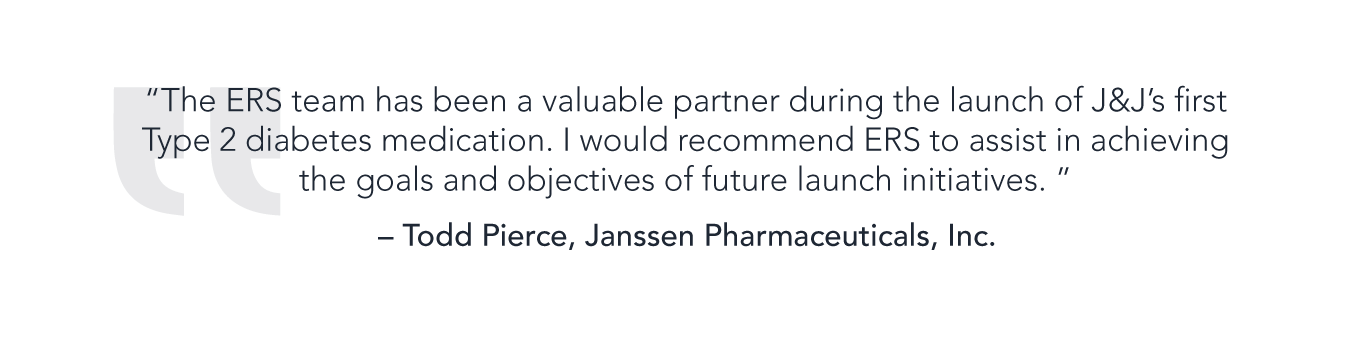 “The ERS team has been a valuable partner during the launch of J&J’s first
Type 2 diabetes medication. I would recommend ERS to assist in achieving
the goals and objectives of future launch initiatives. ”
– Todd Pierce, Janssen Pharmaceuticals, Inc.